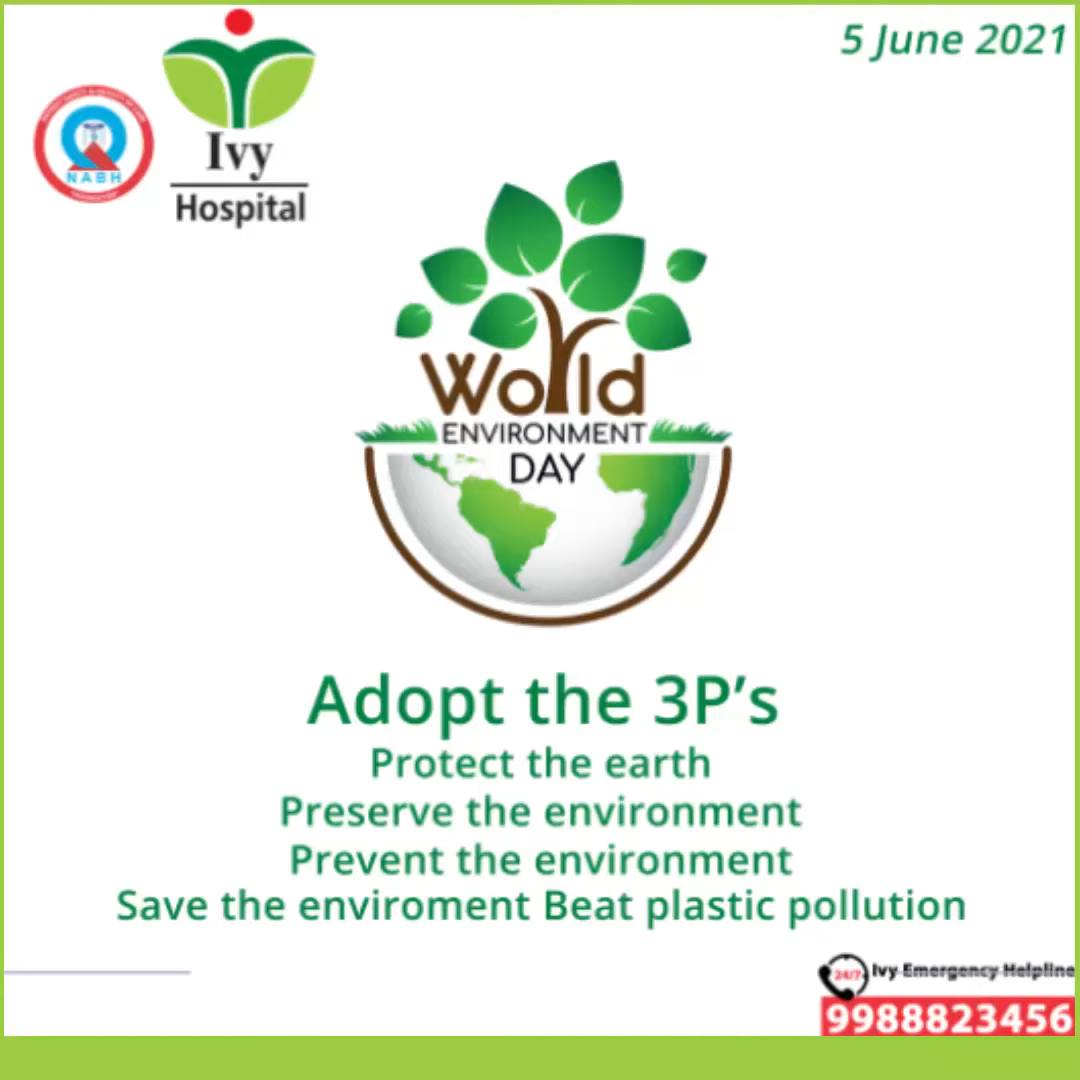 5 June 2021
NABH
Ivy
Hospital
World
ENVIRONMENT
DAY
Adopt the 3P’s
Protect the earth
Preserve the environment
Prevent the environment
Save the enviroment Beat plastic pollution
24/7 Ivy Emergency Helpline
9988823456